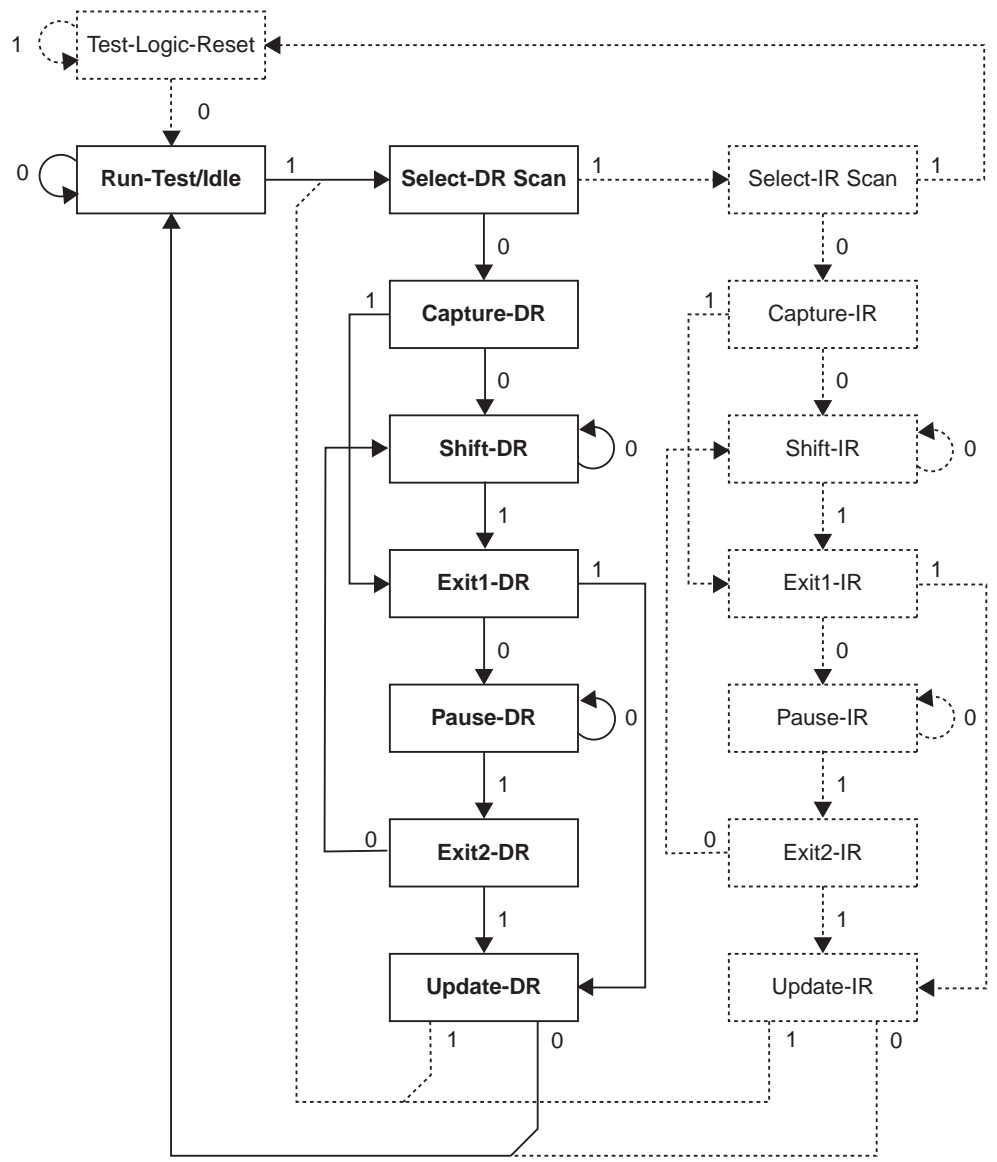 1
Test-Logic-Reset
0
0
Run-Test/Idle
1
Select-DR Scan
1
Select-IR Scan
1
0
0
1
Capture-DR
1
Capture-IR
0
0
Shift-DR
0
Shift-IR
0
1
1
Exit1-DR
1
Exit1-IR
1
0
0
Pause-DR
0
Pause-IR
0
1
1
0
Exit2-DR
0
Exit2-IR
1
1
Update-DR
Update-IR
1
0
1
0